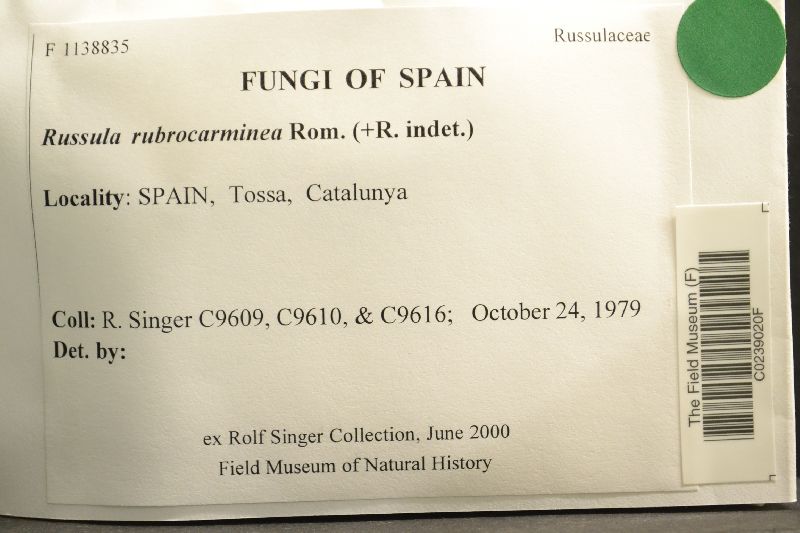 F 1138835
Russulaceae
FUNGI OF SPAIN
Russula rubrocarminea Rom. (+R. indet.)
Locality: SPAIN, Tossa, Catalunya
Coll: R. Singer C9609, C9610, & C9616; October 24, 1979
Det. by:
ex Rolf Singer Collection, June 2000
Field Museum of Natural History
The Field Museum (F)
C0239020F